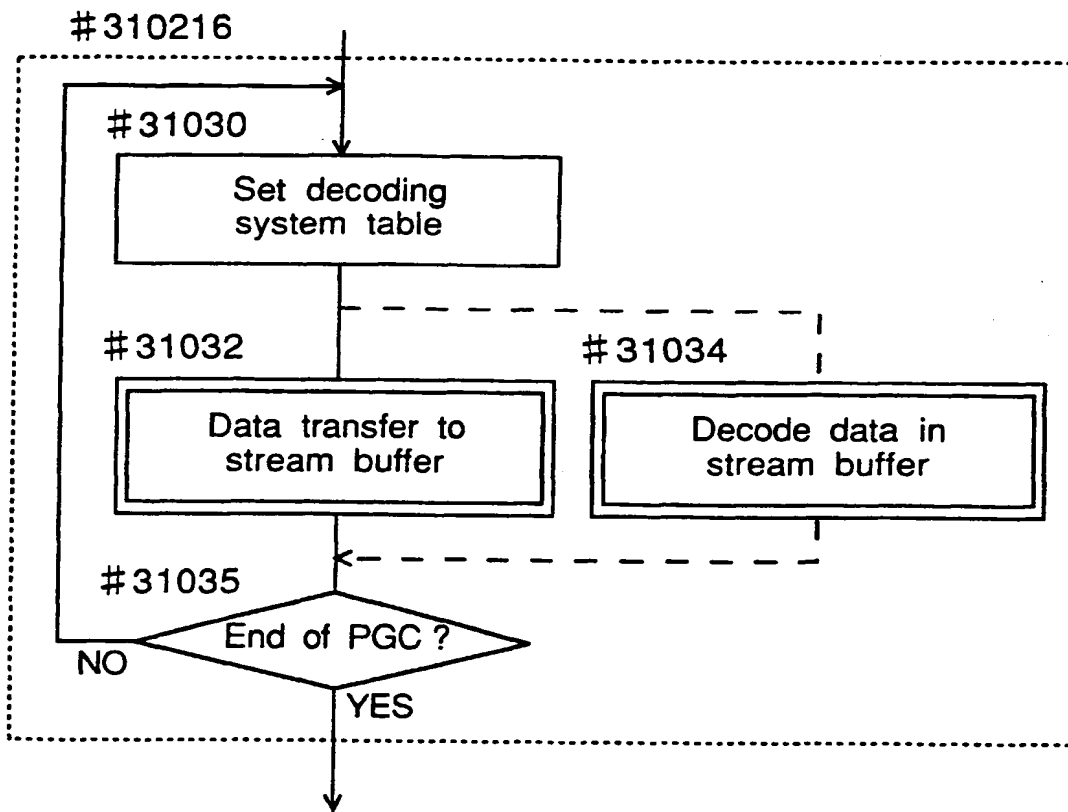 #310216
#31030
Set decoding
system table
#31032
#31034
Data transfer to
stream buffer
Decode data in
stream buffer
#31035
End of PGC ?
NO
YES